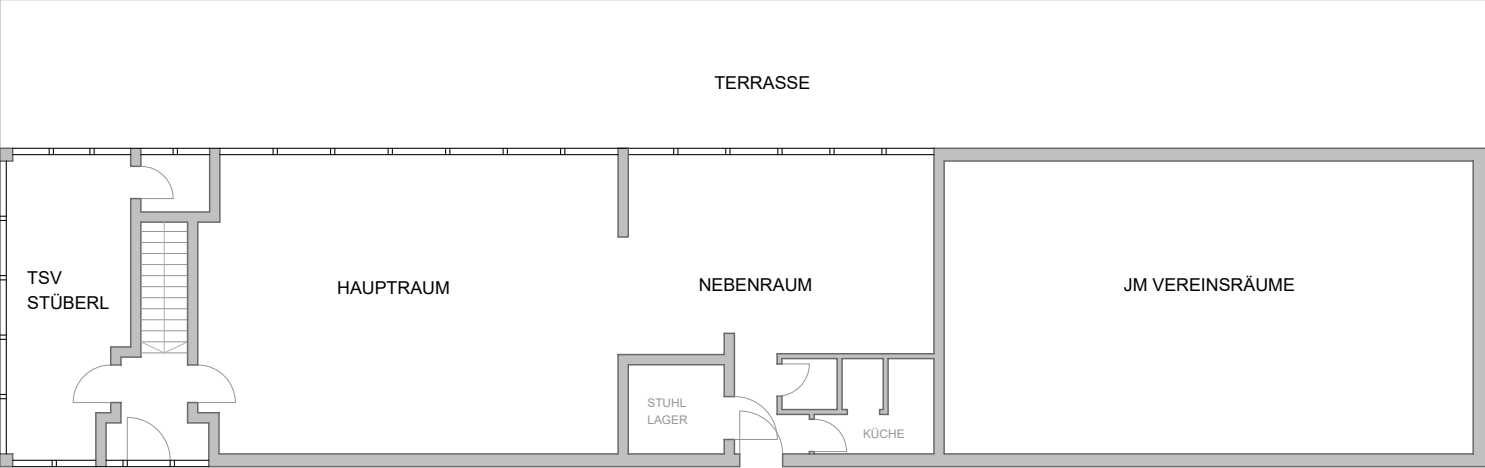 TERRASSE
TSV
STÜBERL
HAUPTRAUM
NEBENRAUM
JM VEREINSRÄUME
STUHL
LAGER
KÜCHE